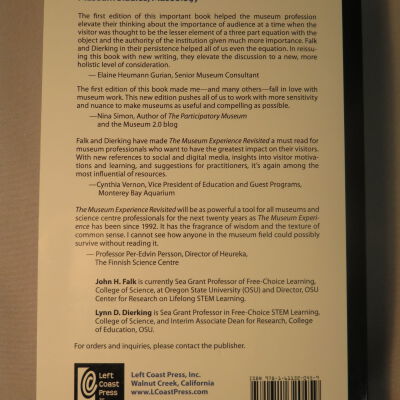 The first edition of this important book helped the museum profession
elevate their thinking about the importance of audience at a time when the
visitor was thought to be the lesser element of a three part equation with the
object and the authority of the institution given much more importance. Falk
and Dierking in their persistence helped all of us even the equation. In reissu-
ing this book with new writing, they elevate the discussion to a new, more
holistic level of consideration.
— Elaine Heumann Gurian, Senior Museum Consultant
The first edition of this book made me—and many others—fall in love with
museum work. This new edition pushes all of us to work with more sensitivity
and nuance to make museums as useful and compelling as possible.
—Nina Simon, Author of The Participatory Museum
and the Museum 2.0 blog
Falk and Dierking have made The Museum Experience Revisited a must read for
museum professionals who want to have the greatest impact on their visitors.
With new references to social and digital media, insights into visitor motiva-
tions and learning, and suggestions for practitioners, it's again among the
most influential of resources.
—Cynthia Vernon, Vice President of Education and Guest Programs,
Monterey Bay Aquarium
The Museum Experience Revisited will be as powerful a tool for all museums and
science centre professionals for the next twenty years as The Museum Experi-
ence has been since 1992. It has the fragrance of wisdom and the texture of
common sense. I cannot see how anyone in the museum field could possibly
survive without reading it.
— Professor Per-Edvin Persson, Director of Heureka,
The Finnish Science Centre
John H. Falk is currently Sea Grant Professor of Free-Choice Learning,
College of Science, at Oregon State University (OSU) and Director, OSU
Center for Research on Lifelong STEM Learning.
Lynn D. Dierking is Sea Grant Professor in Free-Choice STEM Learning,
College of Science, and Interim Associate Dean for Research, College
of Education, OSU.
For orders and inquiries, please contact the publisher.
Left
Coast
Press
Left Coast Press, Inc.
Walnut Creek, California
www.LCoastPress.com